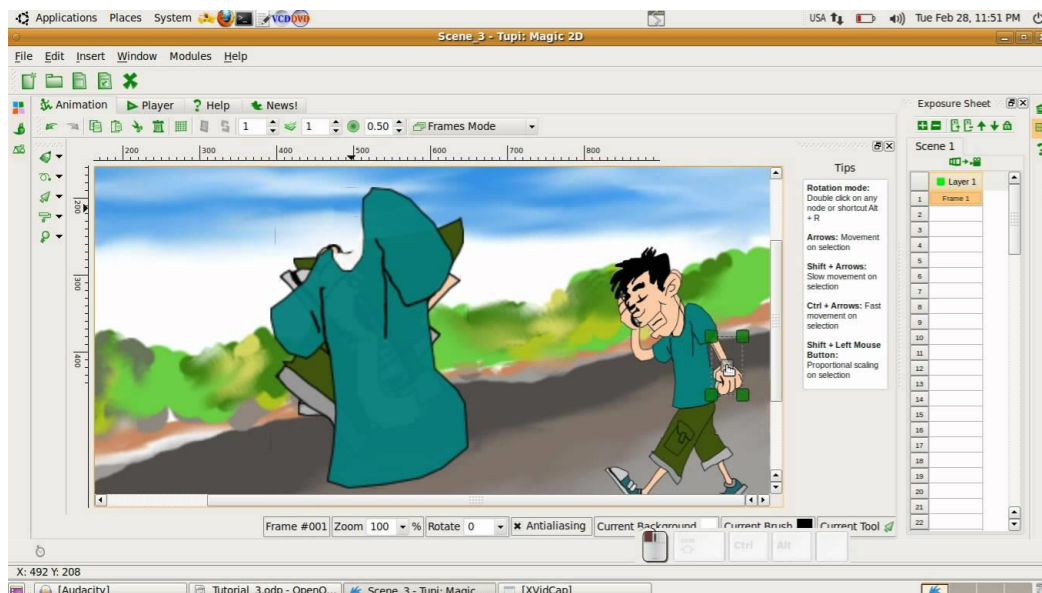 Applications Places System VCD DVD USA Tue Feb 28, 11:51 PM
Scene_3 - Tupi: Magic 2D
File Edit Insert Window Modules Help
Animation Player ? Help News!
1 1 0.50 Frames Mode
200 300 400 500 600 700 800
200
300
400
Tips
Rotation mode:
Double click on any
node or shortcut Alt
+ R
Arrows: Movement
on selection
Shift + Arrows:
Slow movement on
selection
Ctrl + Arrows: Fast
movement on
selection
Shift + Left Mouse
Button:
Proportional scaling
on selection
Exposure Sheet
Scene 1
Layer 1
1 Frame 1
2
3
4
5
6
7
8
9
10
11
12
13
14
15
16
17
18
19
20
21
22
Frame #001 Zoom 100 % Rotate 0 Antialiasing Current Background Current Brush Current Tool
Ctrl Alt
X: 492 Y: 208
[Audacity] Tutorial_3.odp - OpenO... Scene_3 - Tupi: Magic ... [XVidCap]